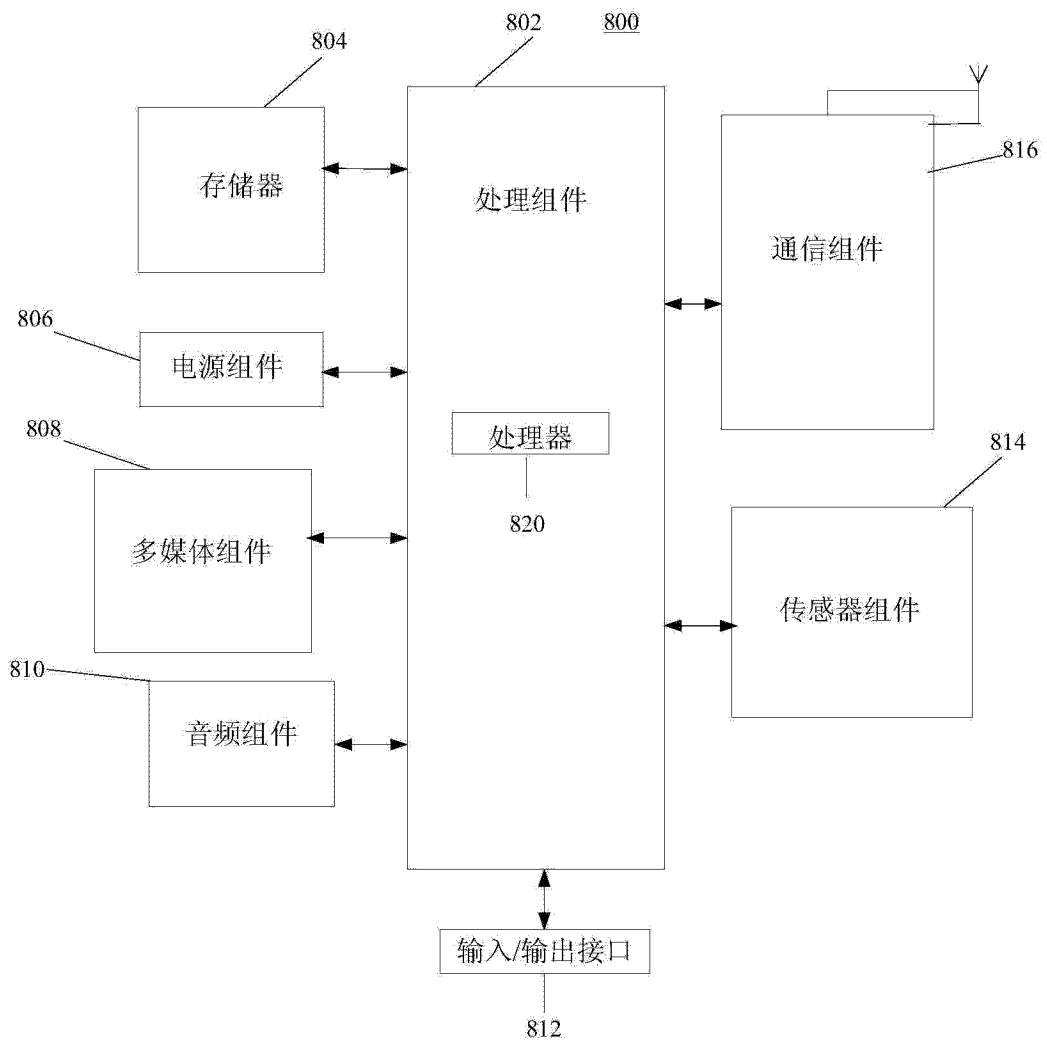 800
802
804
存储器
处理组件
816
通信组件
806
电源组件
808
处理器
820
814
多媒体组件
传感器组件
810
音频组件
输入/输出接口
812